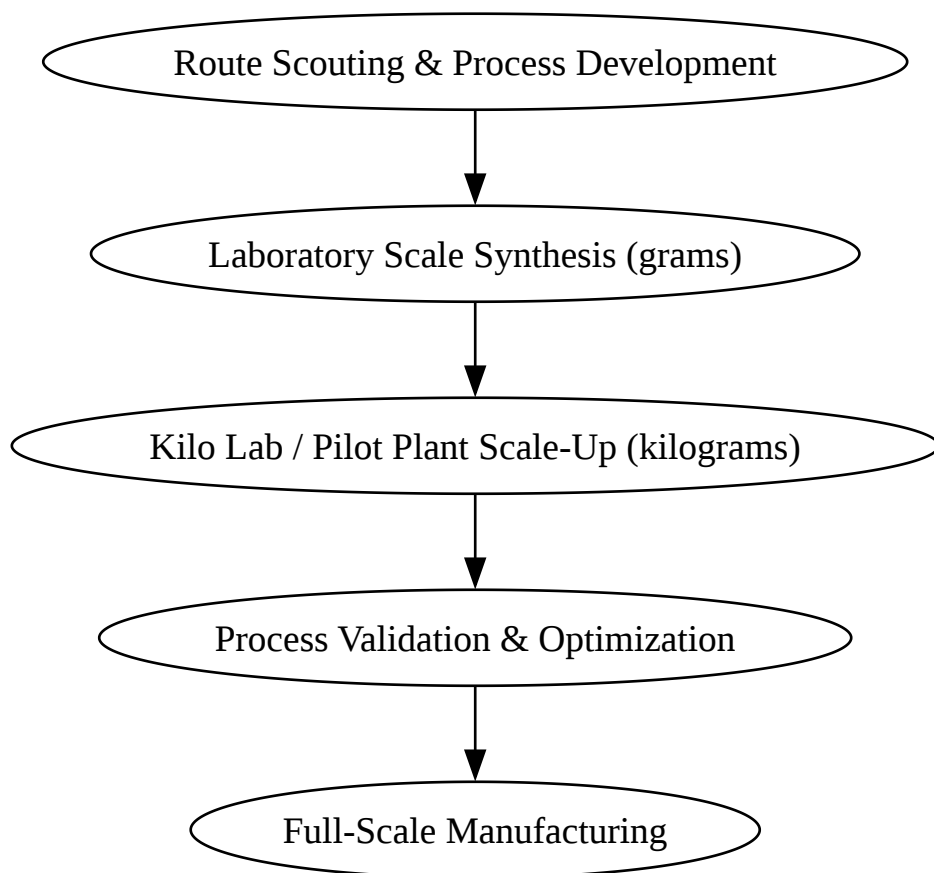 Route Scouting & Process Development
Laboratory Scale Synthesis (grams)
Kilo Lab / Pilot Plant Scale-Up (kilograms)
Process Validation & Optimization
Full-Scale Manufacturing